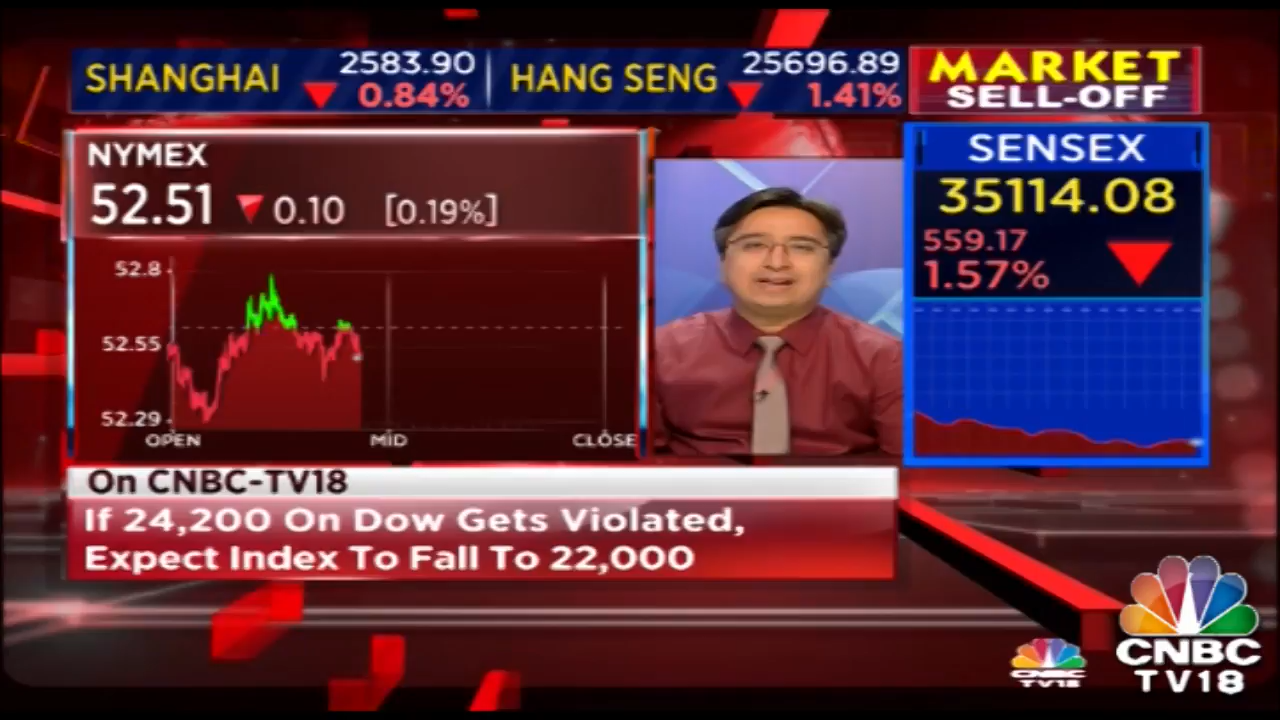 SHANGHAI 2583.90
0.84%
HANG SENG 25696.89
1.41%
MARKET
SELL-OFF
NYMEX
52.51 0.10 [0.19%]
52.8
52.55
52.29
OPEN MID CLOSE
SENSEX
35114.08
559.17
1.57%
On CNBC-TV18
If 24,200 On Dow Gets Violated,
Expect Index To Fall To 22,000
CNBC
TV18
CNBC
TV18